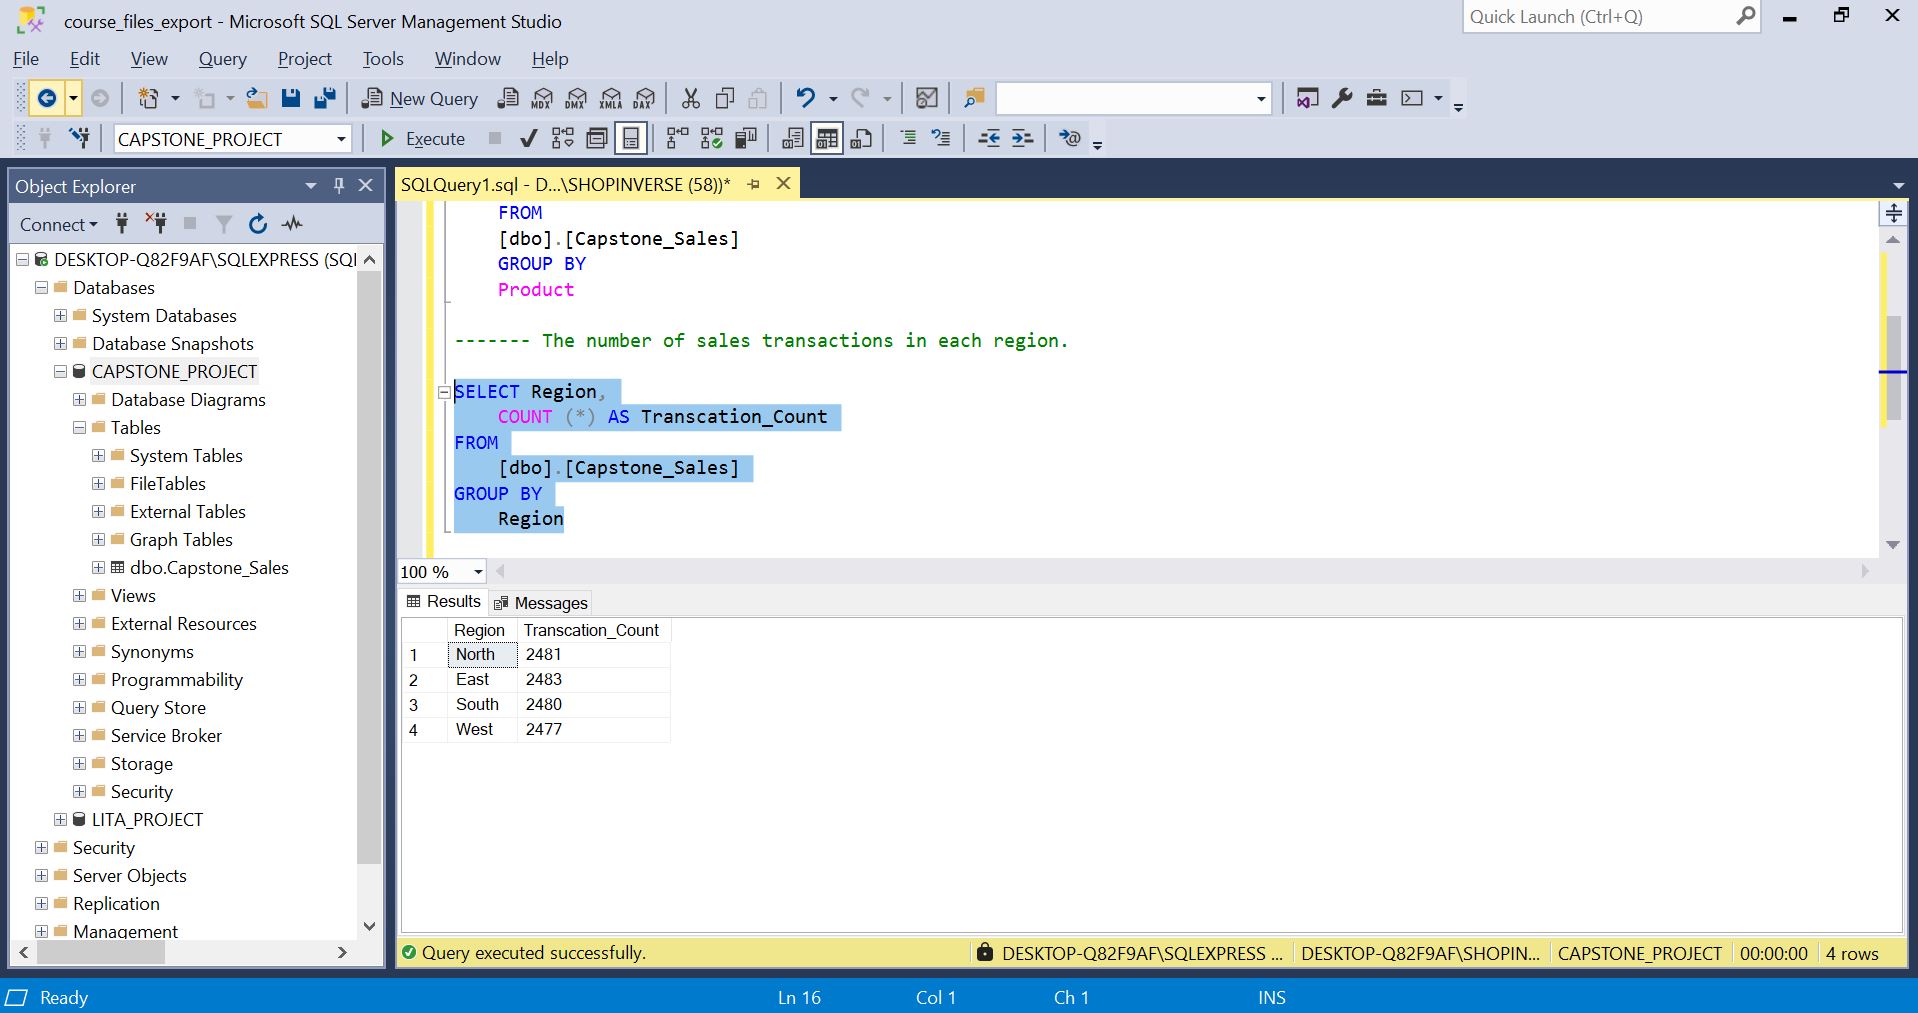 course_files_export - Microsoft SQL Server Management Studio
Quick Launch (Ctrl+Q)
File Edit View Query Project Tools Window Help
New Query MDX DMX XMLA DAX
CAPSTONE_PROJECT Execute
Object Explorer
SQLQuery1.sql - D...\SHOPINVERSE (58))*
Connect
DESKTOP-Q82F9AF\SQLEXPRESS (SQL
Databases
System Databases
Database Snapshots
CAPSTONE_PROJECT
Database Diagrams
Tables
System Tables
FileTables
External Tables
Graph Tables
dbo.Capstone_Sales
Views
External Resources
Synonyms
Programmability
Query Store
Service Broker
Storage
Security
LITA_PROJECT
Security
Server Objects
Replication
Management
FROM
[dbo].[Capstone_Sales]
GROUP BY
Product
------- The number of sales transactions in each region.
SELECT Region,
COUNT (*) AS Transcation_Count
FROM
[dbo].[Capstone_Sales]
GROUP BY
Region
100 %
Results Messages
Region Transcation_Count
1 North 2481
2 East 2483
3 South 2480
4 West 2477
Query executed successfully.
DESKTOP-Q82F9AF\SQLEXPRESS ... DESKTOP-Q82F9AF\SHOPIN... CAPSTONE_PROJECT 00:00:00 4 rows
Ready Ln 16 Col 1 Ch 1 INS